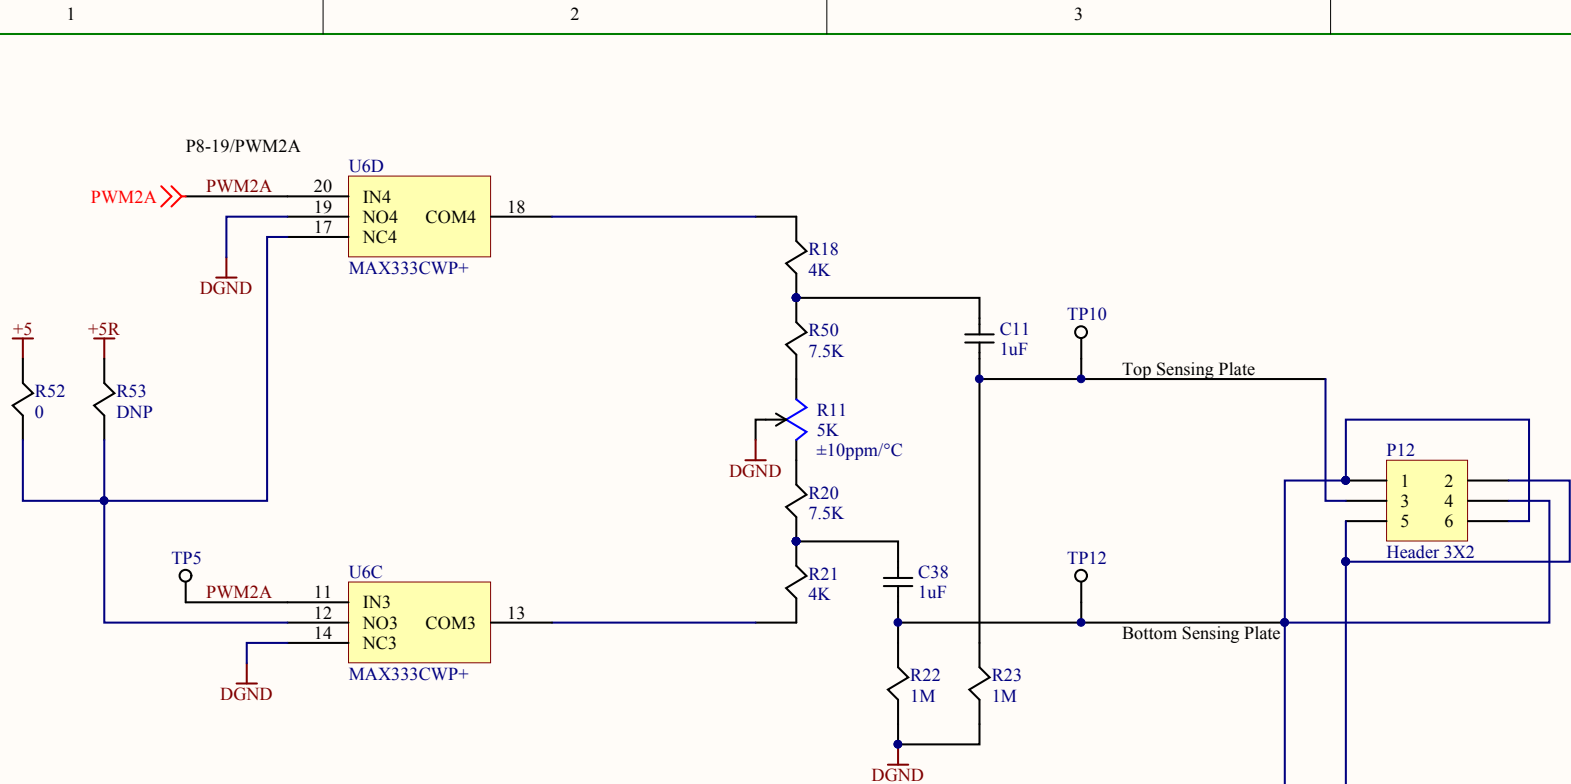 1 2 3
P8-19/PWM2A
U6D
PWM2A PWM2A 20 IN4
19 NO4 COM4 18
17 NC4
MAX333CWP+
DGND
R18
4K
+5 +5R
R50
7.5K
C11
1uF
TP10
Top Sensing Plate
R52
0
R53
DNP
R11
5K
±10ppm/°C
DGND
P12
1 2
3 4
5 6
Header 3X2
R20
7.5K
TP5
U6C
PWM2A 11 IN3
12 NO3 COM3 13
14 NC3
MAX333CWP+
DGND
R21
4K
C38
1uF
TP12
Bottom Sensing Plate
R22
1M
R23
1M
DGND